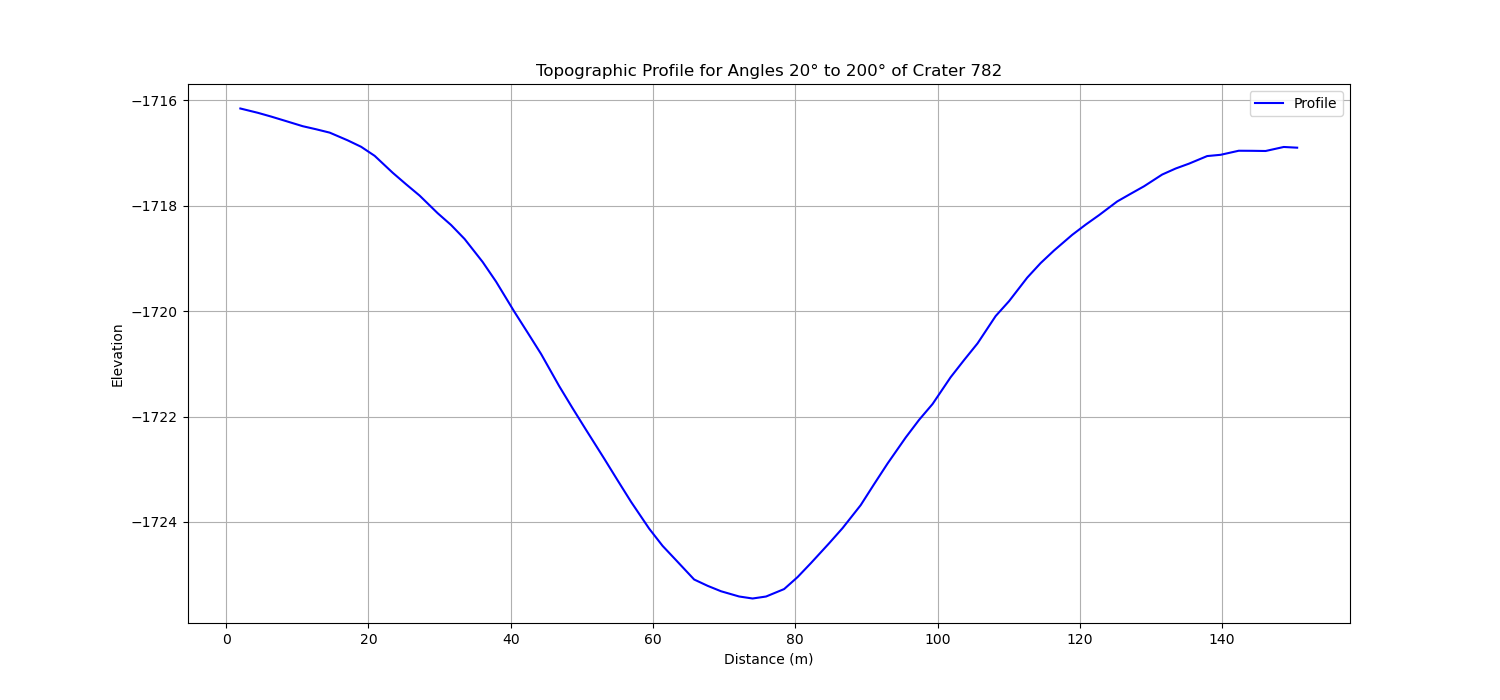 Topographic Profile for Angles 20° to 200° of Crater 782
Profile
−1716
−1718
−1720
−1722
−1724
Elevation
0 20 40 60 80 100 120 140
Distance (m)